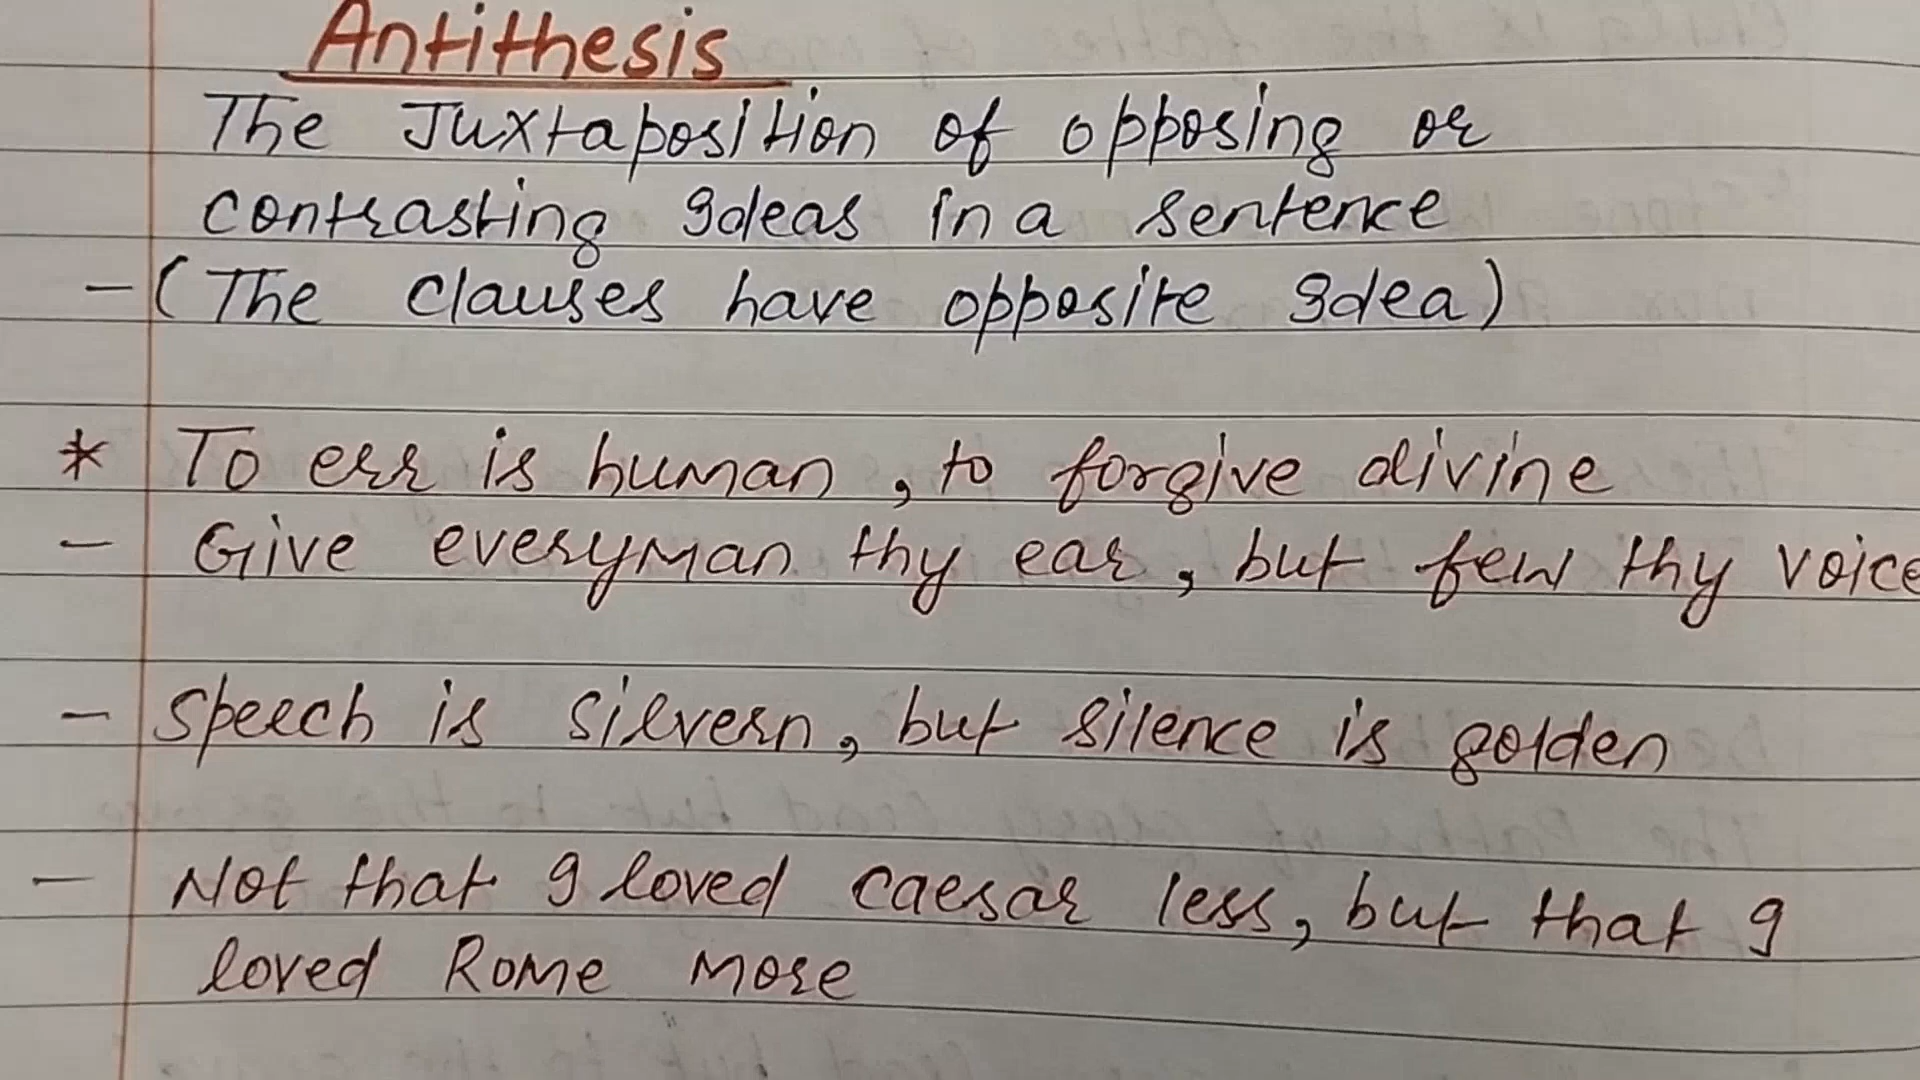 Antithesis
The Juxtaposition of opposing or
contrasting Ideas in a sentence
- (The clauses have opposite Idea)
* To err is human, to forgive divine
- Give everyman thy ear, but few thy voice
- Speech is silvern, but silence is golden
- Not that I loved caesar less, but that I
loved Rome more